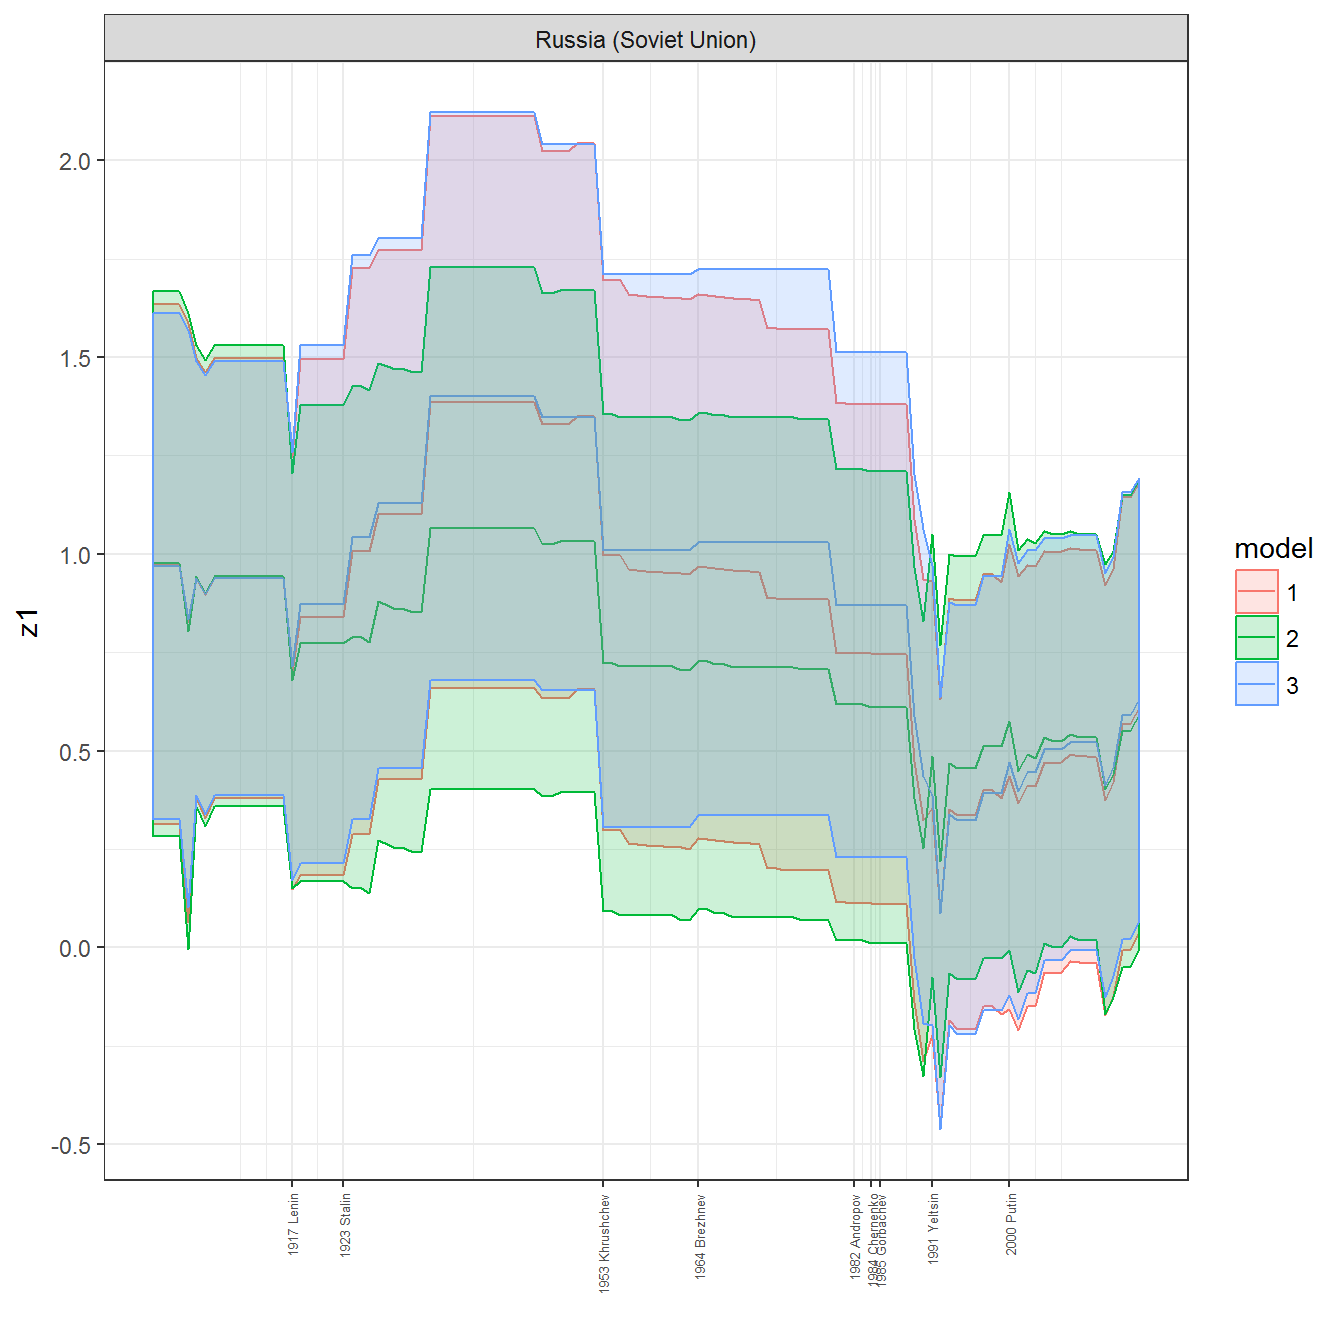 Russia (Soviet Union)
2.0
1.5
1.0
0.5
0.0
-0.5
z1
1917 Lenin
1923 Stalin
1953 Khrushchev
1964 Brezhnev
1982 Andropov
1984 Chernenko
1985 Gorbachev
1991 Yeltsin
2000 Putin
model
1
2
3